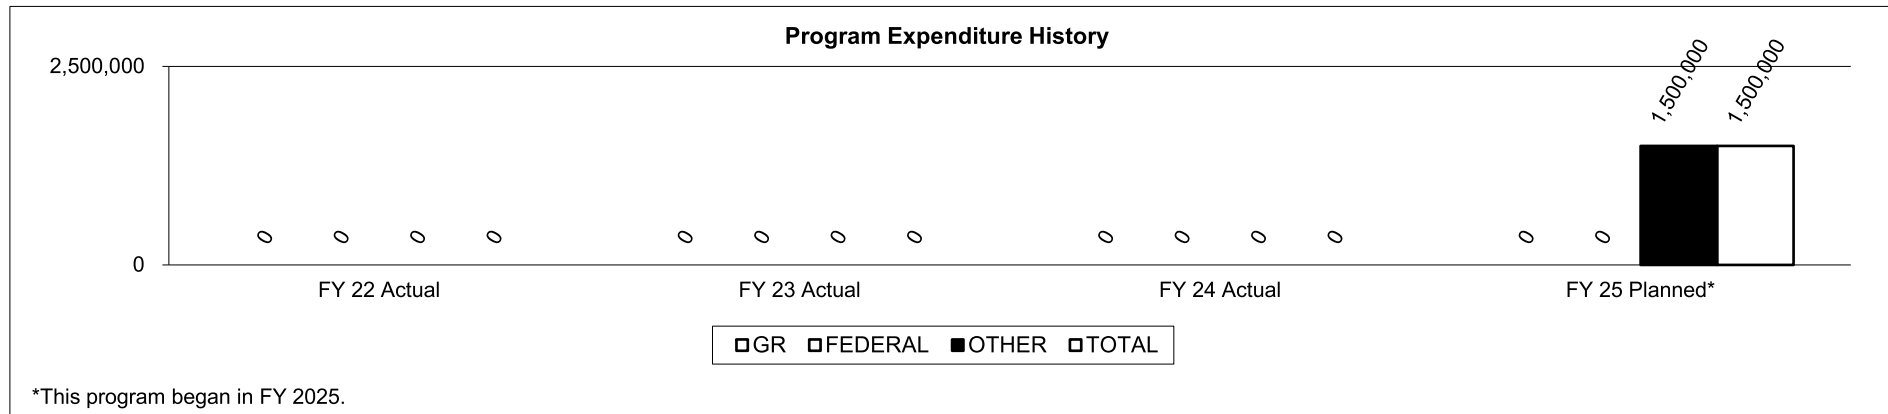 Program Expenditure History
2,500,000
1,500,000
1,500,000
0 0 0 0 0 0 0 0 0 0 0 0 0 0
0
FY 22 Actual FY 23 Actual FY 24 Actual FY 25 Planned*
GR FEDERAL OTHER TOTAL
*This program began in FY 2025.